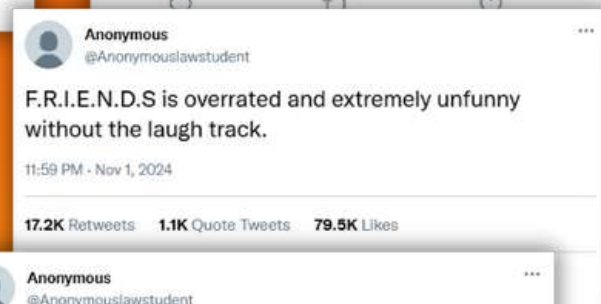 Anonymous
@Anonymouslawstudent
F.R.I.E.N.D.S is overrated and extremely unfunny
without the laugh track.
11:59 PM · Nov 1, 2024
17.2K Retweets 1.1K Quote Tweets 79.5K Likes
Anonymous
@Anonymouslawstudent